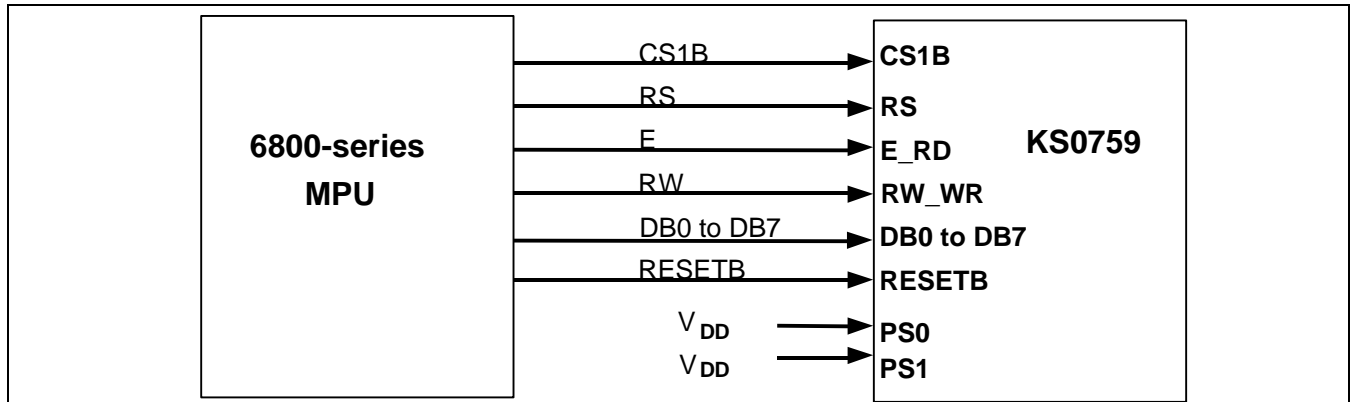 6800-series
MPU
CS1B
RS
E
RW
DB0 to DB7
RESETB
VDD
VDD
CS1B
RS
E_RD
RW_WR
DB0 to DB7
RESETB
PS0
PS1
KS0759